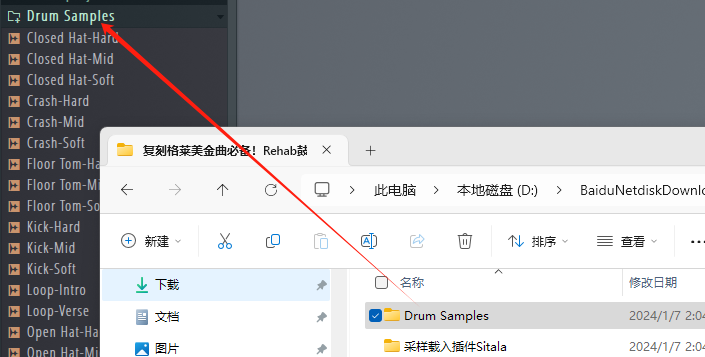 Drum Samples
Closed Hat-Hard
Closed Hat-Mid
Closed Hat-Soft
Crash-Hard
Crash-Mid
Crash-Soft
Floor Tom-Ha
Floor Tom-Mi
Floor Tom-So
Kick-Hard
Kick-Mid
Kick-Soft
Loop-Intro
Loop-Verse
Open Hat-Ha
Open Hat-Mi
复刻格莱美金曲必备！Rehab鼓
此电脑 本地磁盘 (D:) BaiduNetdiskDownlo
新建 排序 查看
下载
文档
图片
名称 修改日期
Drum Samples 2024/1/7 2:04
采样载入插件Sitala 2024/1/7 2:04